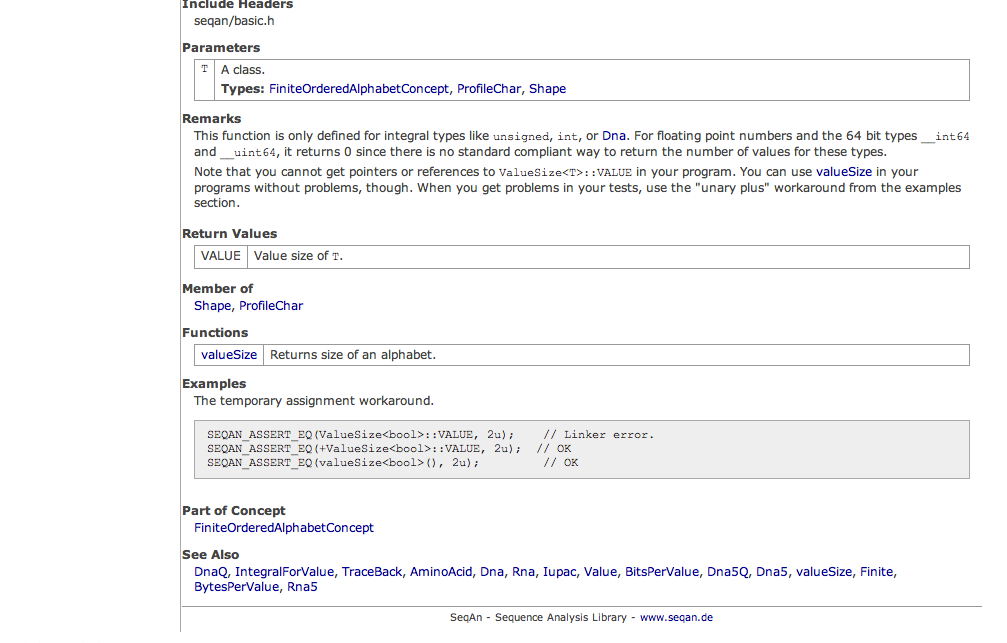 Include Headers
seqan/basic.h
Parameters
T A class.
Types: FiniteOrderedAlphabetConcept, ProfileChar, Shape
Remarks
This function is only defined for integral types like unsigned, int, or Dna. For floating point numbers and the 64 bit types __int64
and __uint64, it returns 0 since there is no standard compliant way to return the number of values for these types.
Note that you cannot get pointers or references to ValueSize<T>::VALUE in your program. You can use valueSize in your
programs without problems, though. When you get problems in your tests, use the "unary plus" workaround from the examples
section.
Return Values
VALUE Value size of T.
Member of
Shape, ProfileChar
Functions
valueSize Returns size of an alphabet.
Examples
The temporary assignment workaround.
SEQAN_ASSERT_EQ(ValueSize<bool>::VALUE, 2u);    // Linker error.
SEQAN_ASSERT_EQ(+ValueSize<bool>::VALUE, 2u);  // OK
SEQAN_ASSERT_EQ(valueSize<bool>(), 2u);         // OK
Part of Concept
FiniteOrderedAlphabetConcept
See Also
DnaQ, IntegralForValue, TraceBack, AminoAcid, Dna, Rna, Iupac, Value, BitsPerValue, Dna5Q, Dna5, valueSize, Finite,
BytesPerValue, Rna5
SeqAn - Sequence Analysis Library - www.seqan.de